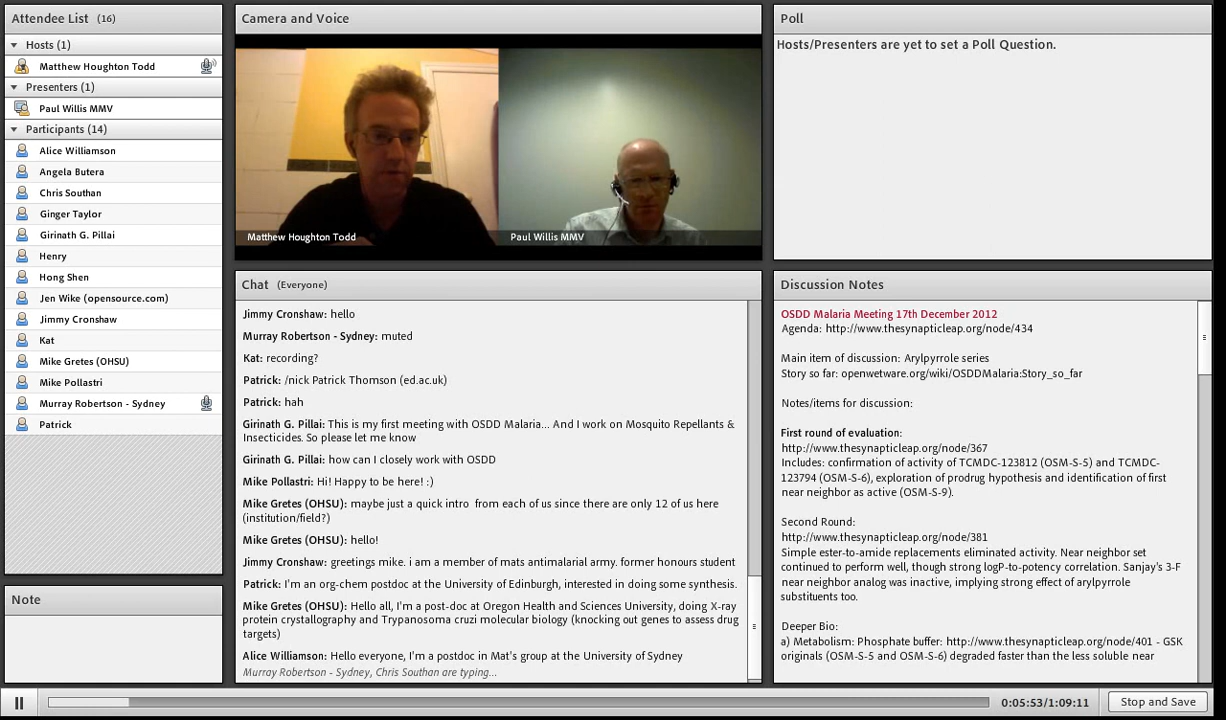 Attendee List (16)
Hosts (1)
Matthew Houghton Todd
Presenters (1)
Paul Willis MMV
Participants (14)
Alice Williamson
Angela Butera
Chris Southan
Ginger Taylor
Girinath G. Pillai
Henry
Hong Shen
Jen Wike (opensource.com)
Jimmy Cronshaw
Kat
Mike Gretes (OHSU)
Mike Pollastri
Murray Robertson - Sydney
Patrick
Note
Camera and Voice
Matthew Houghton Todd
Paul Willis MMV
Chat (Everyone)
Jimmy Cronshaw: hello
Murray Robertson - Sydney: muted
Kat: recording?
Patrick: /nick Patrick Thomson (ed.ac.uk)
Patrick: hah
Girinath G. Pillai: This is my first meeting with OSDD Malaria... And I work on Mosquito Repellants &
Insecticides. So please let me know
Girinath G. Pillai: how can I closely work with OSDD
Mike Pollastri: Hi! Happy to be here! :)
Mike Gretes (OHSU): maybe just a quick intro from each of us since there are only 12 of us here
(institution/field?)
Mike Gretes (OHSU): hello!
Jimmy Cronshaw: greetings mike. i am a member of mats antimalarial army. former honours student
Patrick: I'm an org-chem postdoc at the University of Edinburgh, interested in doing some synthesis.
Mike Gretes (OHSU): Hello all, I'm a post-doc at Oregon Health and Sciences University, doing X-ray
protein crystallography and Trypanosoma cruzi molecular biology (knocking out genes to assess drug
targets)
Alice Williamson: Hello everyone, I'm a postdoc in Mat's group at the University of Sydney
Murray Robertson - Sydney, Chris Southan are typing...
Poll
Hosts/Presenters are yet to set a Poll Question.
Discussion Notes
OSDD Malaria Meeting 17th December 2012
Agenda: http://www.thesynapticleap.org/node/434
Main item of discussion: Arylpyrrole series
Story so far: openwetware.org/wiki/OSDDMalaria:Story_so_far
Notes/items for discussion:
First round of evaluation:
http://www.thesynapticleap.org/node/367
Includes: confirmation of activity of TCMDC-123812 (OSM-S-5) and TCMDC-
123794 (OSM-S-6), exploration of prodrug hypothesis and identification of first
near neighbor as active (OSM-S-9).
Second Round:
http://www.thesynapticleap.org/node/381
Simple ester-to-amide replacements eliminated activity. Near neighbor set
continued to perform well, though strong logP-to-potency correlation. Sanjay's 3-F
near neighbor analog was inactive, implying strong effect of arylpyrrole
substituents too.
Deeper Bio:
a) Metabolism: Phosphate buffer: http://www.thesynapticleap.org/node/401 - GSK
originals (OSM-S-5 and OSM-S-6) degraded faster than the less soluble near
0:05:53/1:09:11
Stop and Save